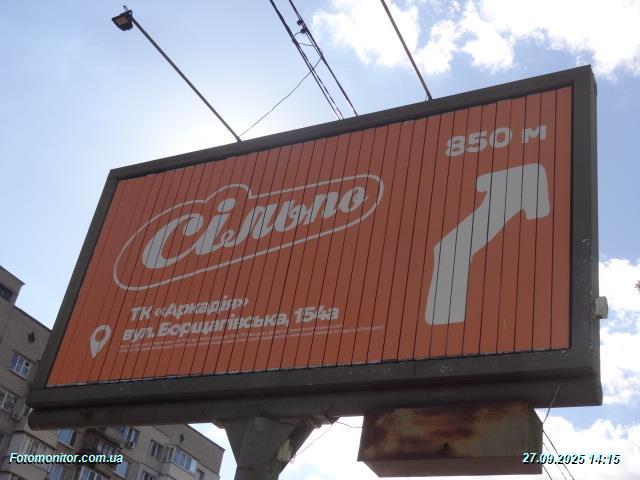 850 м
Сільпо
ТК «Аркадія»
вул. Борщагівська, 154а
Fotomonitor.com.ua
27.09.2025 14:15